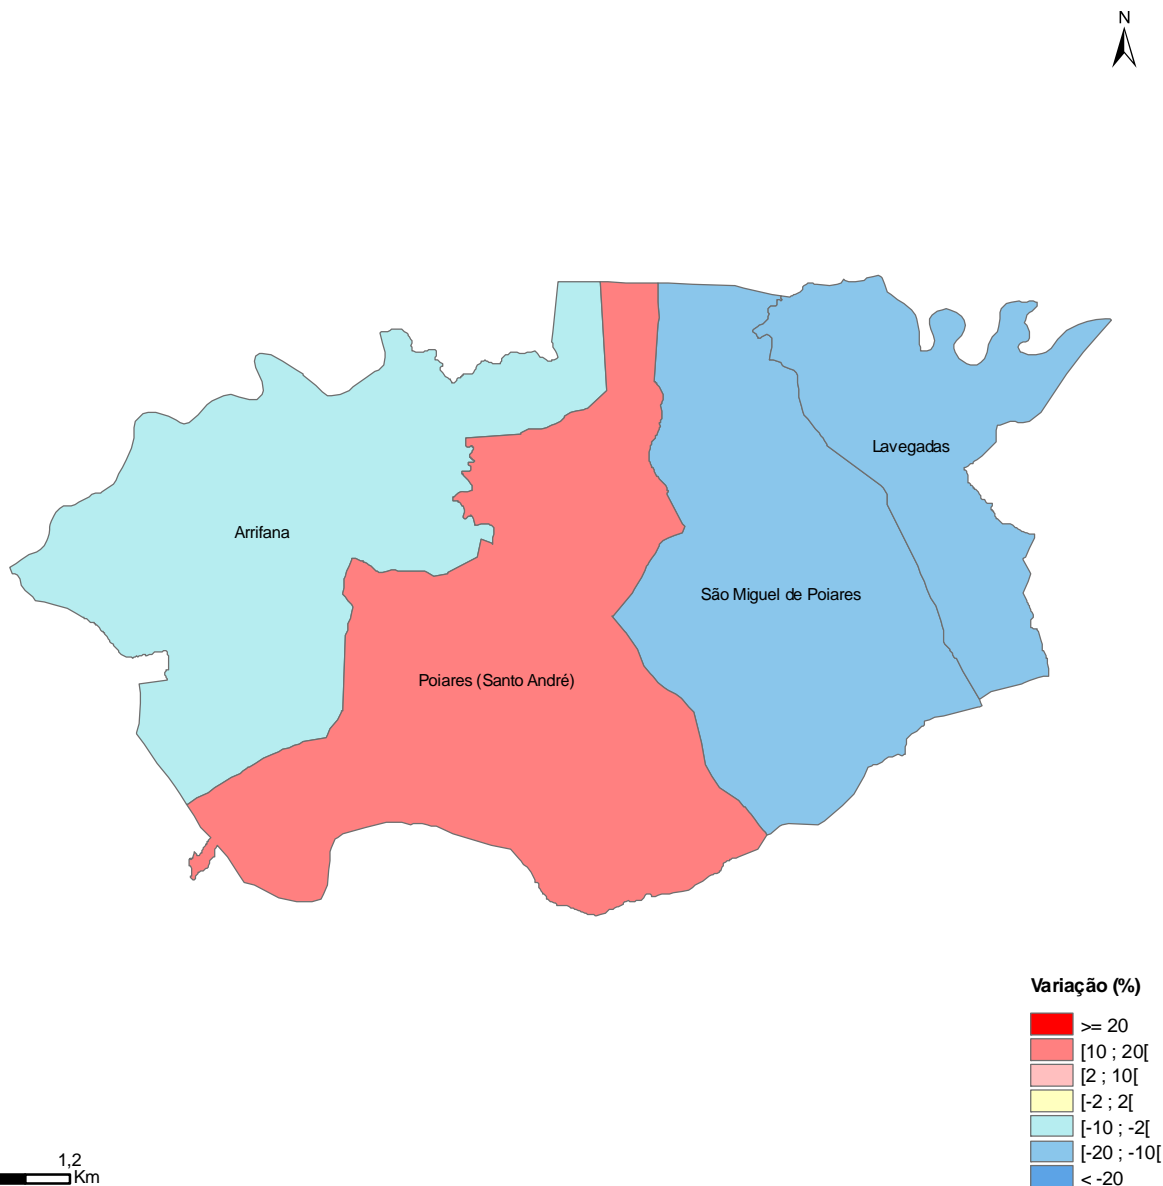 N
Lavegadas
Arrifana
São Miguel de Poiares
Poiares (Santo André)
Variação (%)
>= 20
[10 ; 20[
[2 ; 10[
[-2 ; 2[
[-10 ; -2[
[-20 ; -10[
< -20
1,2
Km